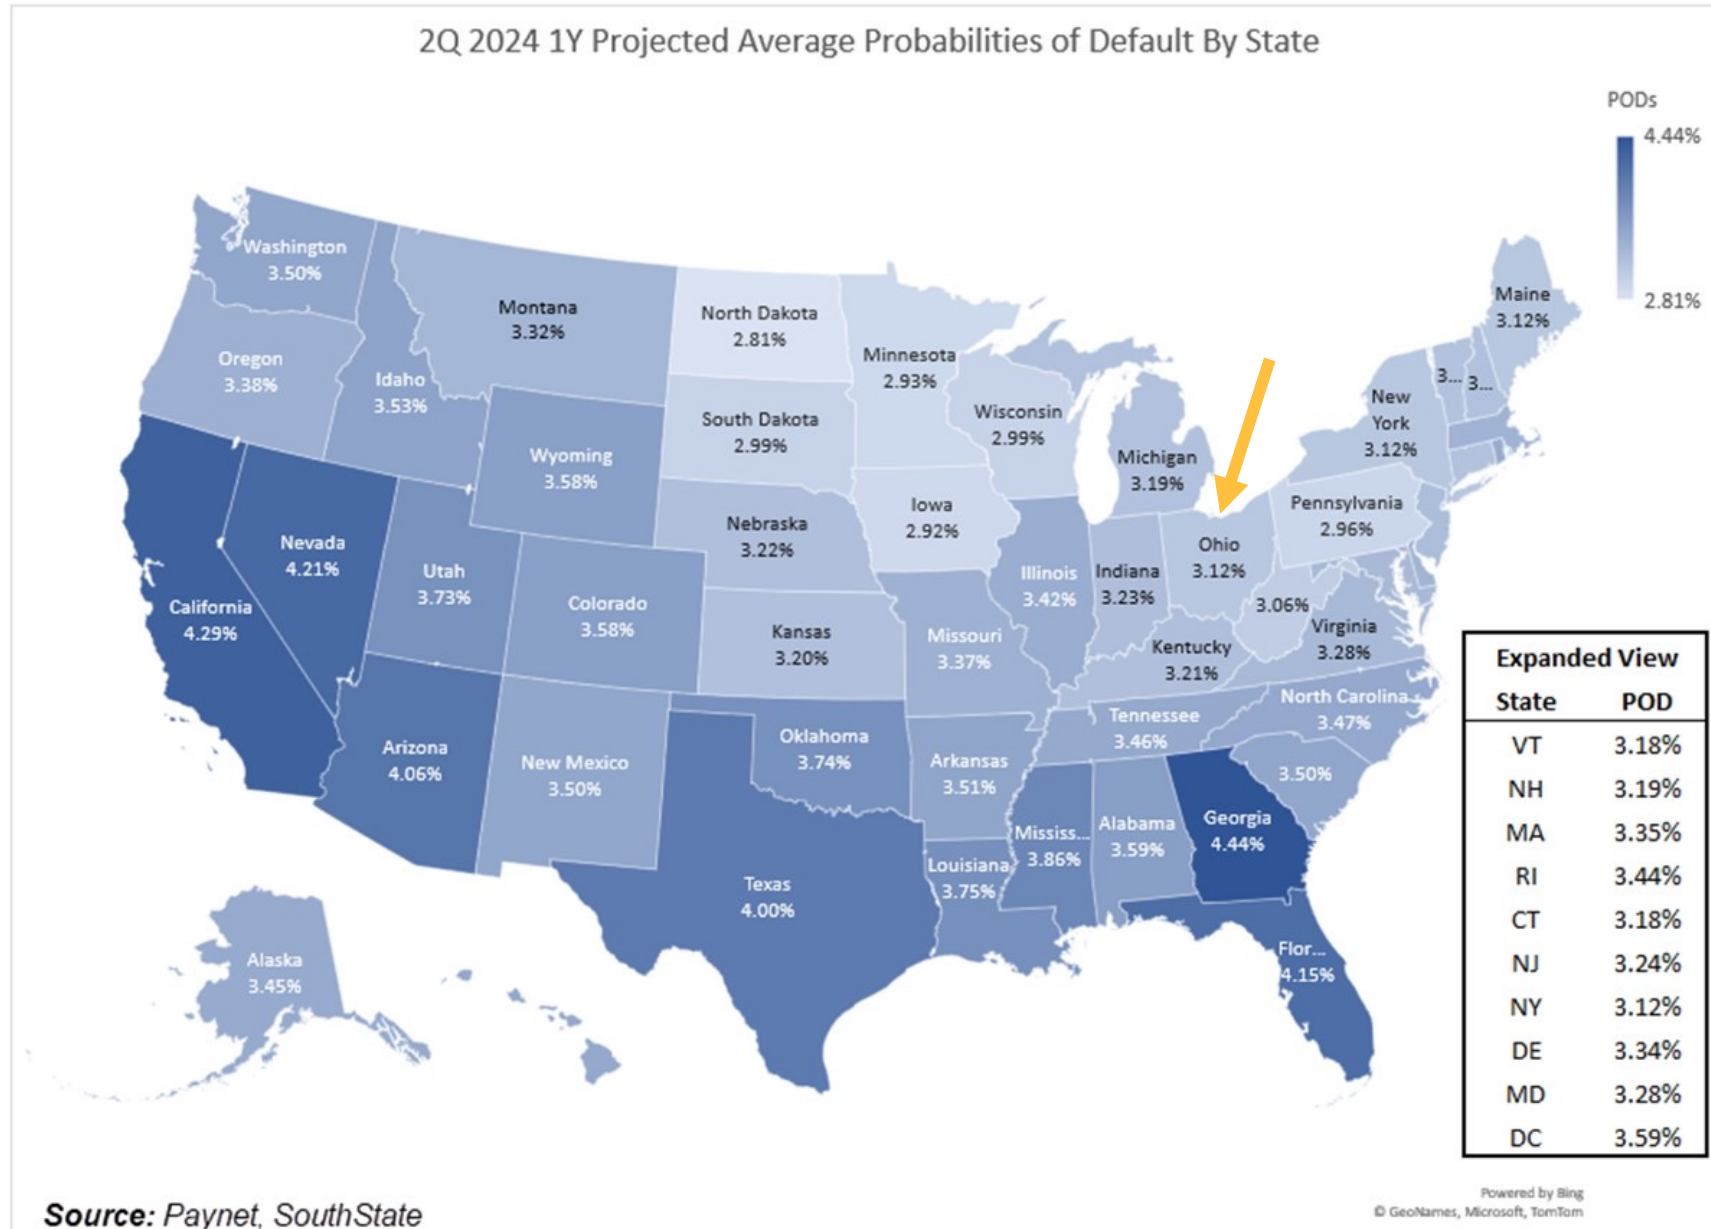 2Q 2024 1Y Projected Average Probabilities of Default By State
PODs
4.44%
2.81%
Washington
3.50%
Oregon
3.38%
Idaho
3.53%
Montana
3.32%
North Dakota
2.81%
Minnesota
2.93%
South Dakota
2.99%
Wisconsin
2.99%
Michigan
3.19%
Maine
3.12%
3...
3...
New
York
3.12%
Wyoming
3.58%
Nebraska
3.22%
Iowa
2.92%
Pennsylvania
2.96%
Nevada
4.21%
Utah
3.73%
Colorado
3.58%
California
4.29%
Kansas
3.20%
Missouri
3.37%
Illinois
3.42%
Indiana
3.23%
Ohio
3.12%
3.06%
Virginia
3.28%
Kentucky
3.21%
North Carolina
3.47%
Tennessee
3.46%
3.50%
Arizona
4.06%
New Mexico
3.50%
Oklahoma
3.74%
Arkansas
3.51%
Texas
4.00%
Louisiana
3.75%
Mississ...
3.86%
Alabama
3.59%
Georgia
4.44%
Flor...
4.15%
Alaska
3.45%
Expanded View
State POD
VT 3.18%
NH 3.19%
MA 3.35%
RI 3.44%
CT 3.18%
NJ 3.24%
NY 3.12%
DE 3.34%
MD 3.28%
DC 3.59%
Source: Paynet, SouthState
Powered by Bing
© GeoNames, Microsoft, TomTom